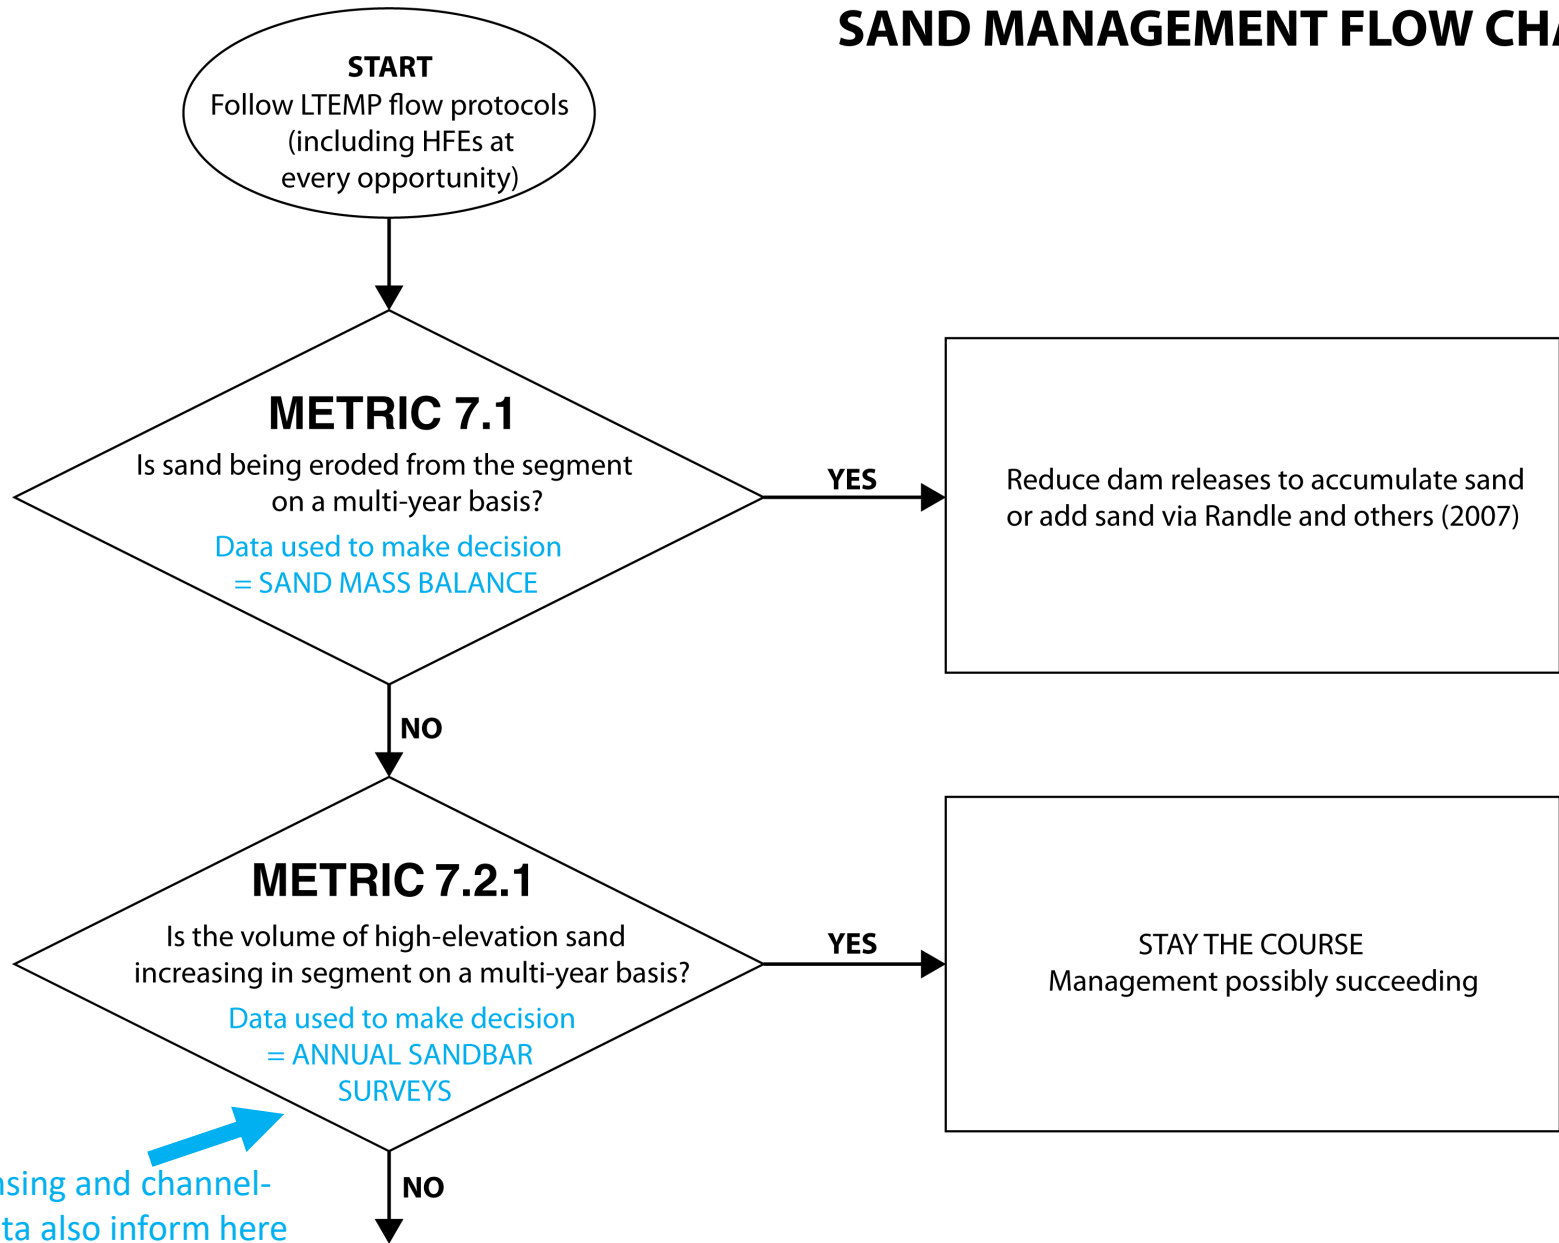 SAND MANAGEMENT FLOW
START
Follow LTEMP flow protocols
(including HFEs at
every opportunity)
METRIC 7.1
Is sand being eroded from the segment
on a multi-year basis?
Data used to make decision
= SAND MASS BALANCE
YES
Reduce dam releases to accumulate sand
or add sand via Randle and others (2007)
NO
METRIC 7.2.1
Is the volume of high-elevation sand
increasing in segment on a multi-year basis?
Data used to make decision
= ANNUAL SANDBAR
SURVEYS
YES
STAY THE COURSE
Management possibly succeeding
and channel-
also inform here
NO